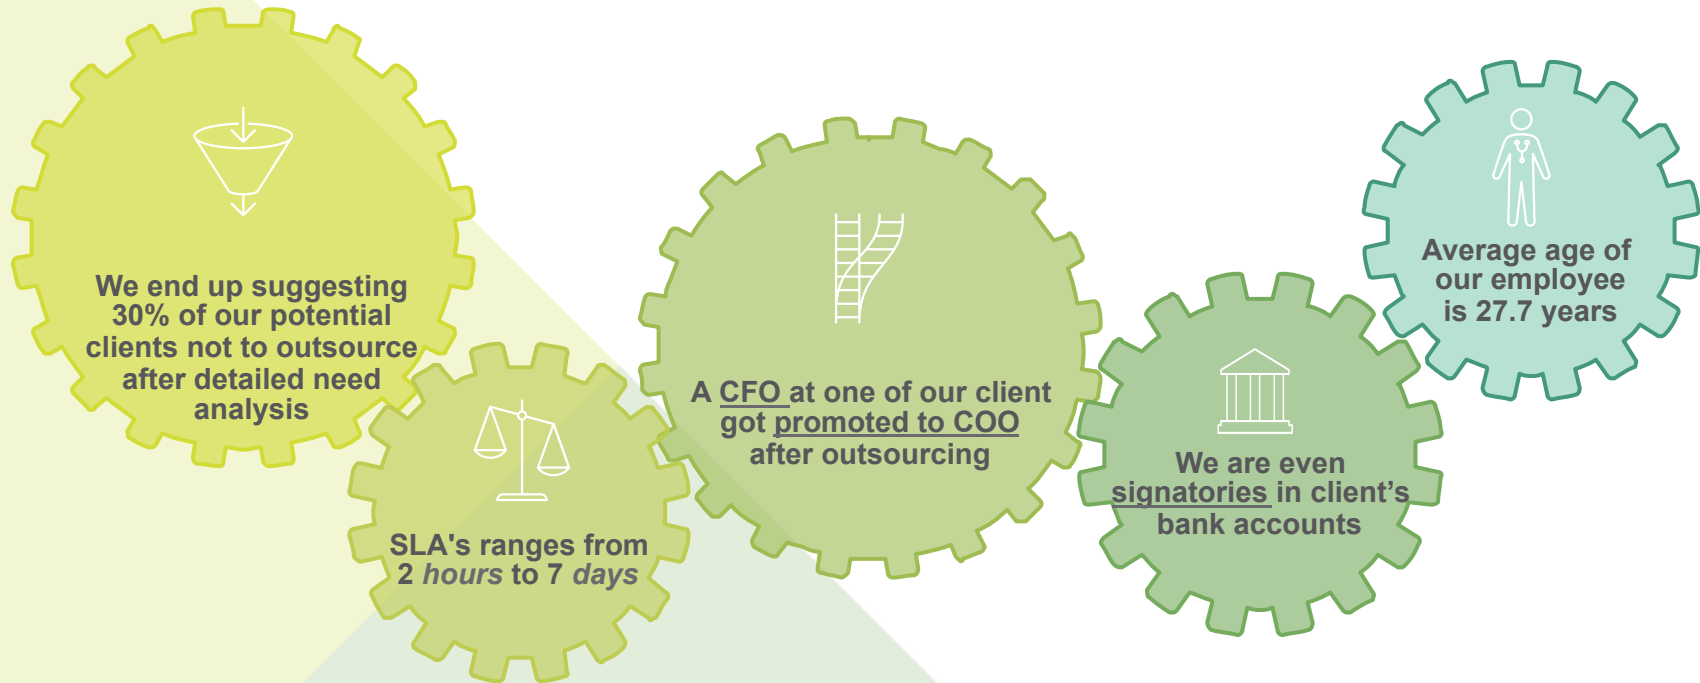 We end up suggesting
30% of our potential
clients not to outsource
after detailed need
analysis
SLA's ranges from
2 hours to 7 days
A CFO at one of our client
got promoted to COO
after outsourcing
We are even
signatories in client’s
bank accounts
Average age of
our employee
is 27.7 years